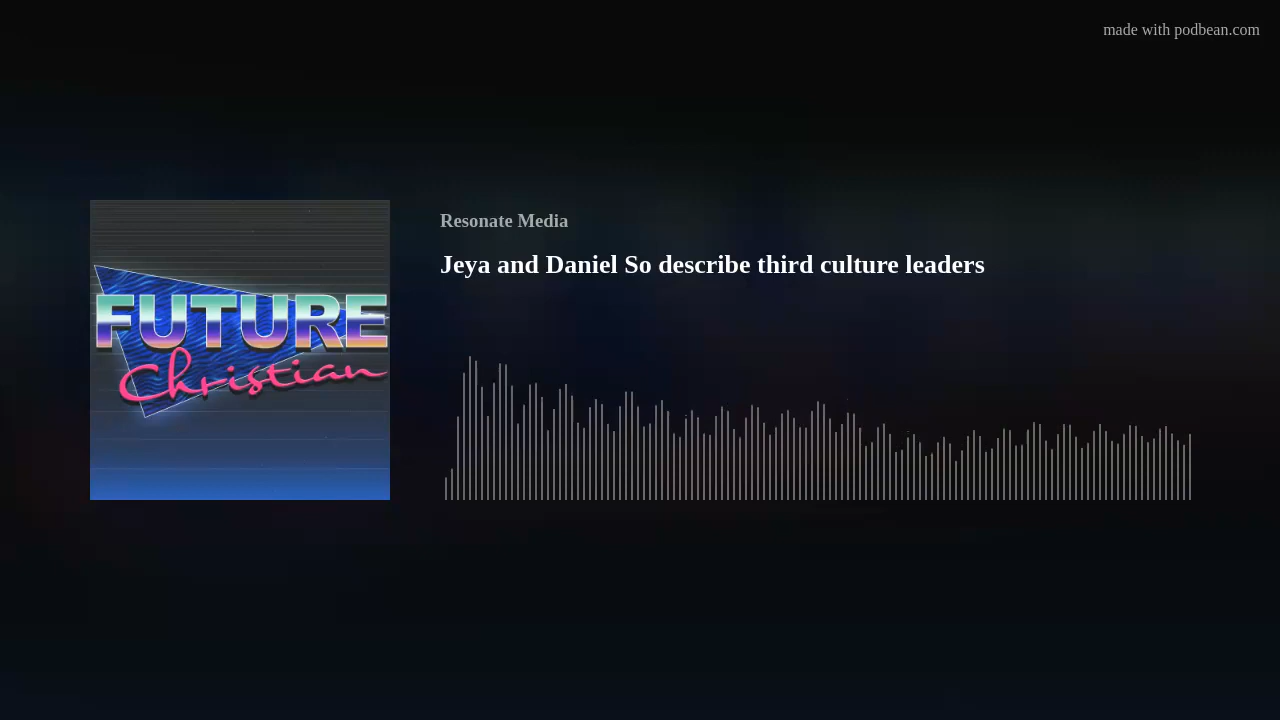 made with podbean.com
Resonate Media
Jeya and Daniel So describe third culture leaders
FUTURE
Christian